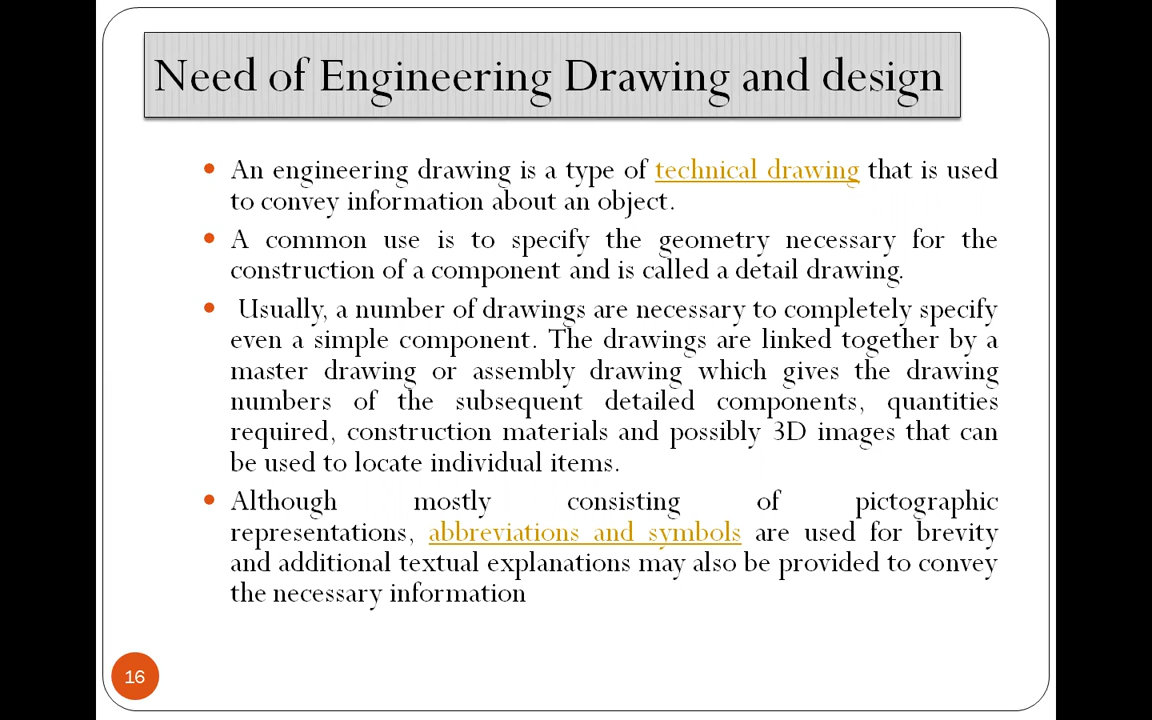 Need of Engineering Drawing and design
• An engineering drawing is a type of technical drawing that is used
to convey information about an object.
• A common use is to specify the geometry necessary for the
construction of a component and is called a detail drawing.
• Usually, a number of drawings are necessary to completely specify
even a simple component. The drawings are linked together by a
master drawing or assembly drawing which gives the drawing
numbers of the subsequent detailed components, quantities
required, construction materials and possibly 3D images that can
be used to locate individual items.
• Although mostly consisting of pictographic
representations, abbreviations and symbols are used for brevity
and additional textual explanations may also be provided to convey
the necessary information
16